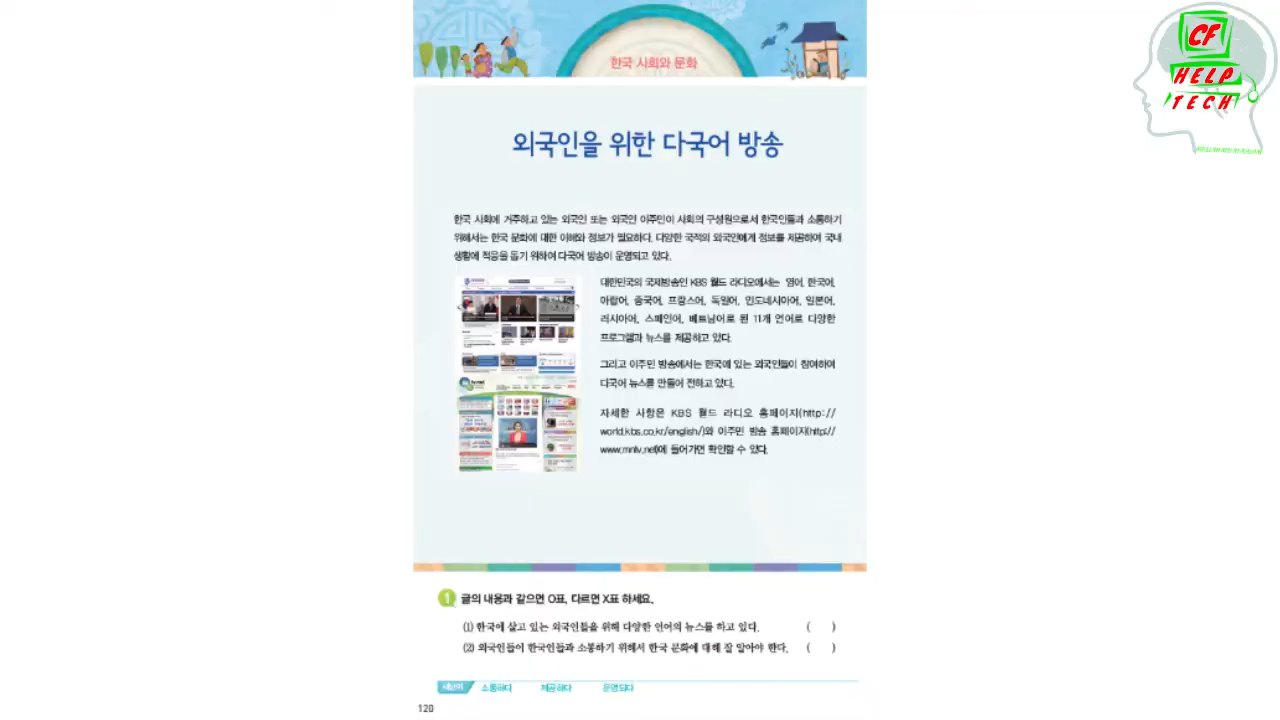 한국 사회와 문화
CF
HELP
TECH
외국인을 위한 다국어 방송
한국 사회에 거주하고 있는 외국인 또는 외국인 이주민이 사회의 구성원으로서 한국인들과 소통하기
위해서는 한국 문화에 대한 이해와 정보가 필요하다. 다양한 국적의 외국인에게 정보를 제공하여 국내
생활에 적응을 돕기 위하여 다국어 방송이 운영되고 있다.
대한민국의 국제방송인 KBS 월드 라디오에서는 영어, 한국어,
아랍어, 중국어, 프랑스어, 독일어, 인도네시아어, 일본어,
러시아어, 스페인어, 베트남어로 된 11개 언어로 다양한
프로그램과 뉴스를 제공하고 있다.
그리고 이주민 방송에서는 한국에 있는 외국인들이 참여하여
다국어 뉴스를 만들어 전하고 있다.
자세한 사항은 KBS 월드 라디오 홈페이지(http://
world.kbs.co.kr/english/)와 이주민 방송 홈페이지(http://
www.mntv.net)에 들어가면 확인할 수 있다.
1 글의 내용과 같으면 O표, 다르면 X표 하세요.
(1) 한국에 살고 있는 외국인들을 위해 다양한 언어의 뉴스를 하고 있다. ( )
(2) 외국인들이 한국인들과 소통하기 위해서 한국 문화에 대해 잘 알아야 한다. ( )
새단어 소통하다 제공하다 운영되다
120